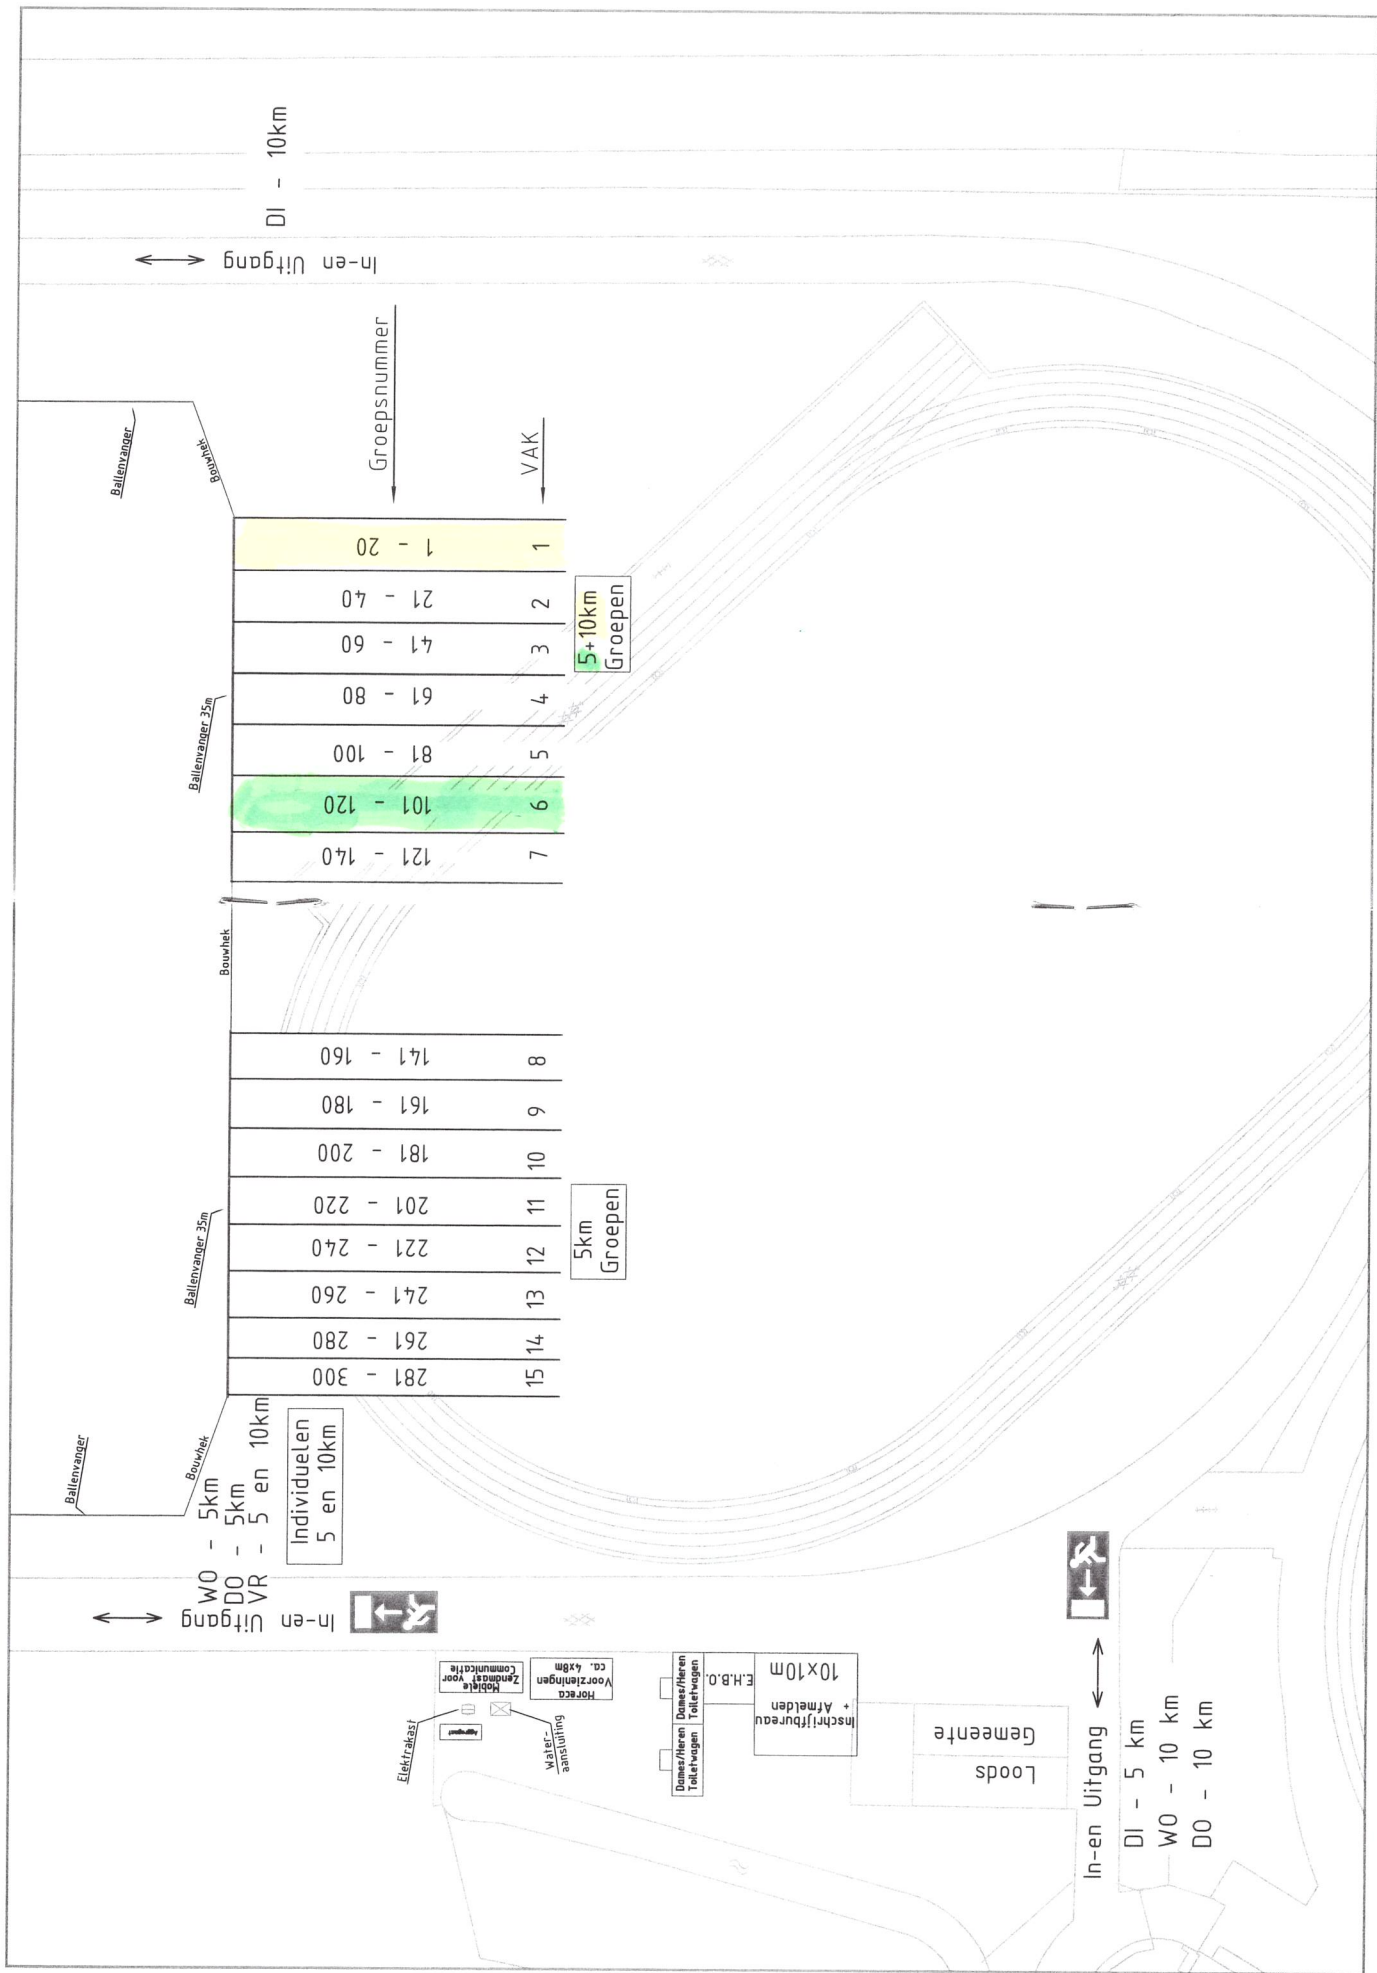 DI - 10km
In-en Uitgang
Ballenvanger
Bouwhek
Groepsnummer
VAK
1 - 20
1
21 - 40
2
41 - 60
3
61 - 80
4
81 - 100
5
101 - 120
6
121 - 140
7
5+10km
Groepen
Ballenvanger 35m
Bouwhek
141 - 160
8
161 - 180
9
181 - 200
10
201 - 220
11
221 - 240
12
241 - 260
13
261 - 280
14
281 - 300
15
5km
Groepen
Ballenvanger 35m
Ballenvanger
Bouwhek
WO - 5km
DO - 5km
VR - 5 en 10km
Individuelen
5 en 10km
In-en Uitgang
Mobiele
Zendmast voor
Communicatie
Horeca
Voorzieningen
ca. 4x8m
Elektrakast
Aggregaat
Water-
aansluiting
Dames/Heren
Toiletwagen
Dames/Heren
Toiletwagen
E.H.B.O.
Inschrijfbureau
+
Afmelden
10x10m
Loods
Gemeente
In-en Uitgang
DI - 5 km
WO - 10 km
DO - 10 km